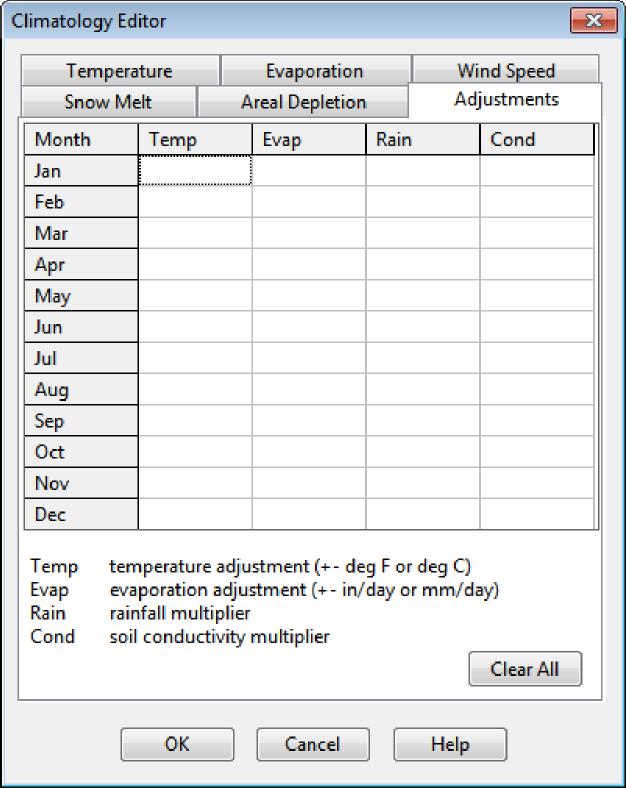 Climatology Editor
Temperature Evaporation Wind Speed
Snow Melt Areal Depletion Adjustments
Month Temp Evap Rain Cond
Jan
Feb
Mar
Apr
May
Jun
Jul
Aug
Sep
Oct
Nov
Dec
Temp temperature adjustment (+- deg F or deg C)
Evap evaporation adjustment (+- in/day or mm/day)
Rain rainfall multiplier
Cond soil conductivity multiplier
Clear All
OK Cancel Help